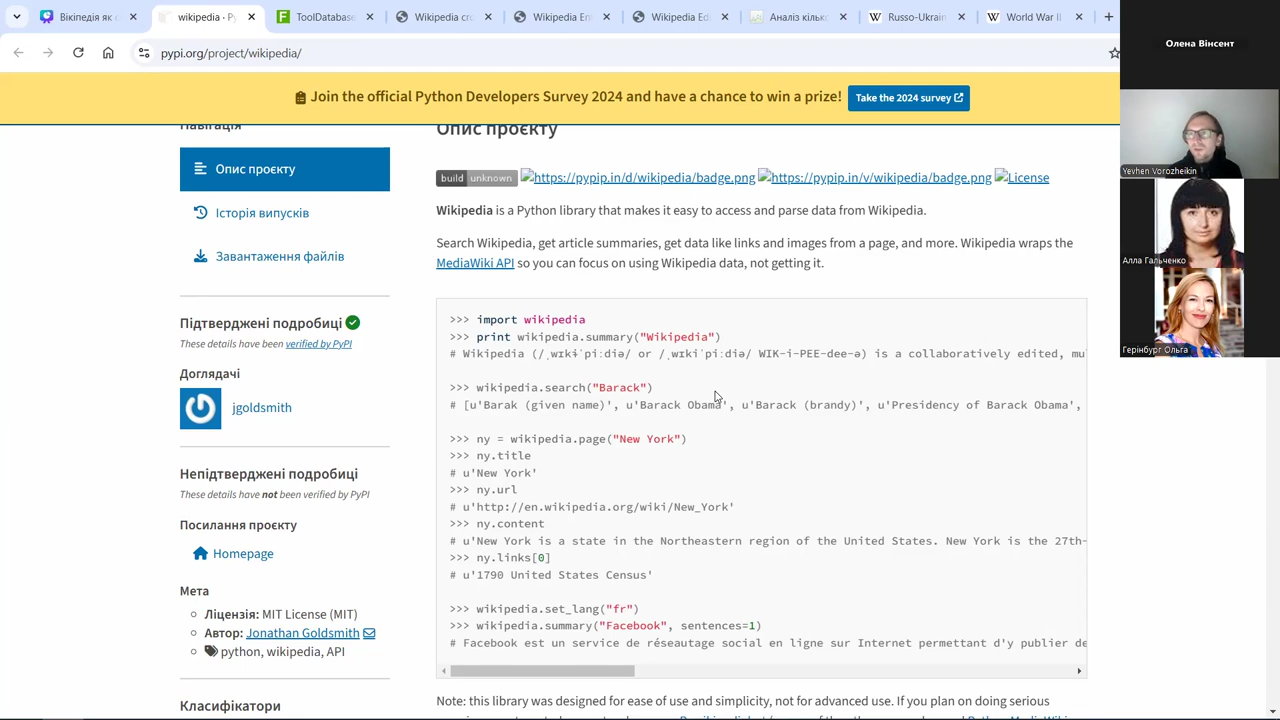 Вікіпедія як
wikipedia · Py
ToolDatabase
Wikipedia cre
Wikipedia En
Wikipedia Edi
Аналіз кільк
Russo-Ukrain
World War II
pypi.org/project/wikipedia/
Join the official Python Developers Survey 2024 and have a chance to win a prize!
Take the 2024 survey
Навігація
Опис проєкту
Історія випусків
Завантаження файлів
Підтверджені подробиці
These details have been verified by PyPI
Доглядачі
jgoldsmith
Непідтверджені подробиці
These details have not been verified by PyPI
Посилання проєкту
Homepage
Мета
Ліцензія: MIT License (MIT)
Автор: Jonathan Goldsmith
python, wikipedia, API
Класифікатори
Опис проєкту
build unknown https://pypip.in/d/wikipedia/badge.png https://pypip.in/v/wikipedia/badge.png License
Wikipedia is a Python library that makes it easy to access and parse data from Wikipedia.
Search Wikipedia, get article summaries, get data like links and images from a page, and more. Wikipedia wraps the
MediaWiki API so you can focus on using Wikipedia data, not getting it.
>>> import wikipedia
>>> print wikipedia.summary("Wikipedia")
# Wikipedia (/ˌwɪkɨˈpiːdiə/ or /ˌwɪkiˈpiːdiə/ WIK-i-PEE-dee-ə) is a collaboratively edited, mu
>>> wikipedia.search("Barack")
# [u'Barak (given name)', u'Barack Obama', u'Barack (brandy)', u'Presidency of Barack Obama',
>>> ny = wikipedia.page("New York")
>>> ny.title
# u'New York'
>>> ny.url
# u'http://en.wikipedia.org/wiki/New_York'
>>> ny.content
# u'New York is a state in the Northeastern region of the United States. New York is the 27th-
>>> ny.links[0]
# u'1790 United States Census'
>>> wikipedia.set_lang("fr")
>>> wikipedia.summary("Facebook", sentences=1)
# Facebook est un service de réseautage social en ligne sur Internet permettant d'y publier de
Note: this library was designed for ease of use and simplicity, not for advanced use. If you plan on doing serious
Олена Вінсент
Yevhen Vorozheikin
Алла Гальченко
Герінбург Ольга